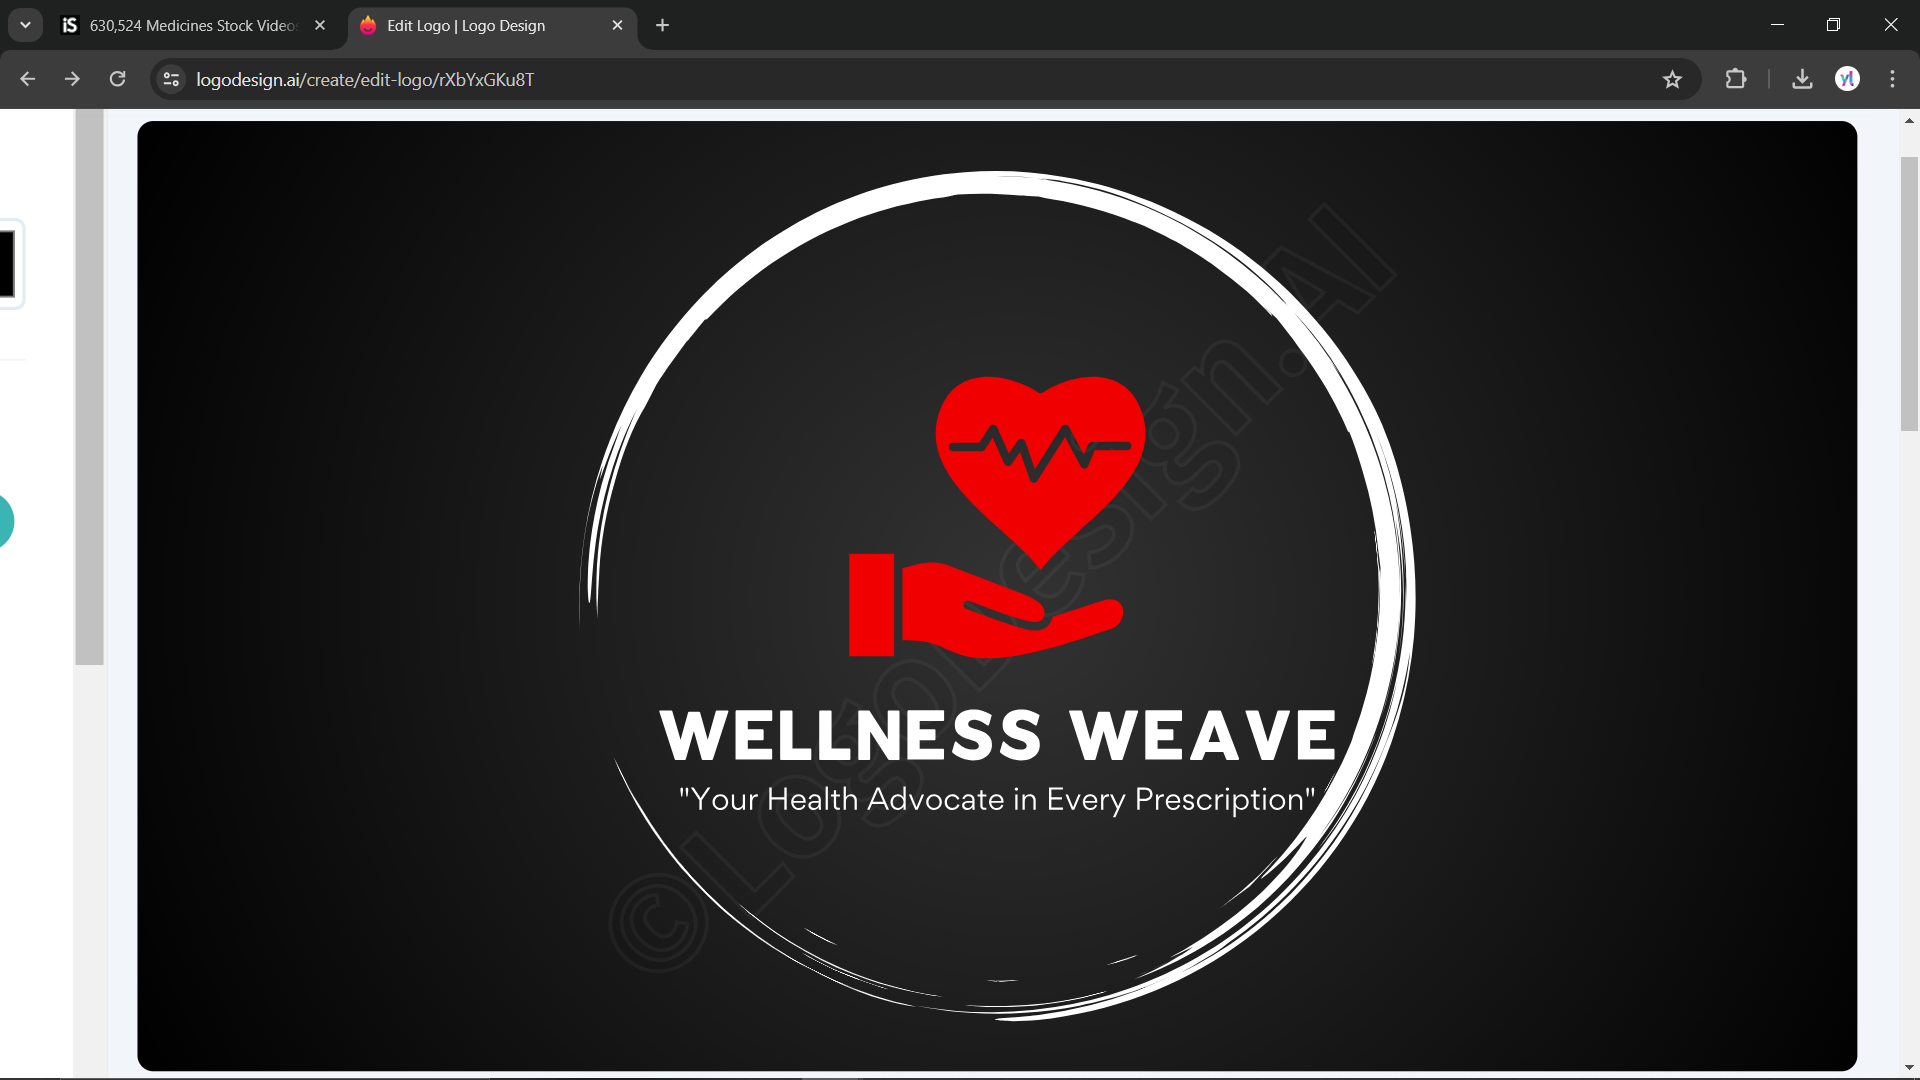 630,524 Medicines Stock Videos
Edit Logo | Logo Design
logodesign.ai/create/edit-logo/rXbYxGKu8T
WELLNESS WEAVE
"Your Health Advocate in Every Prescription"
©LogoDesign.AI